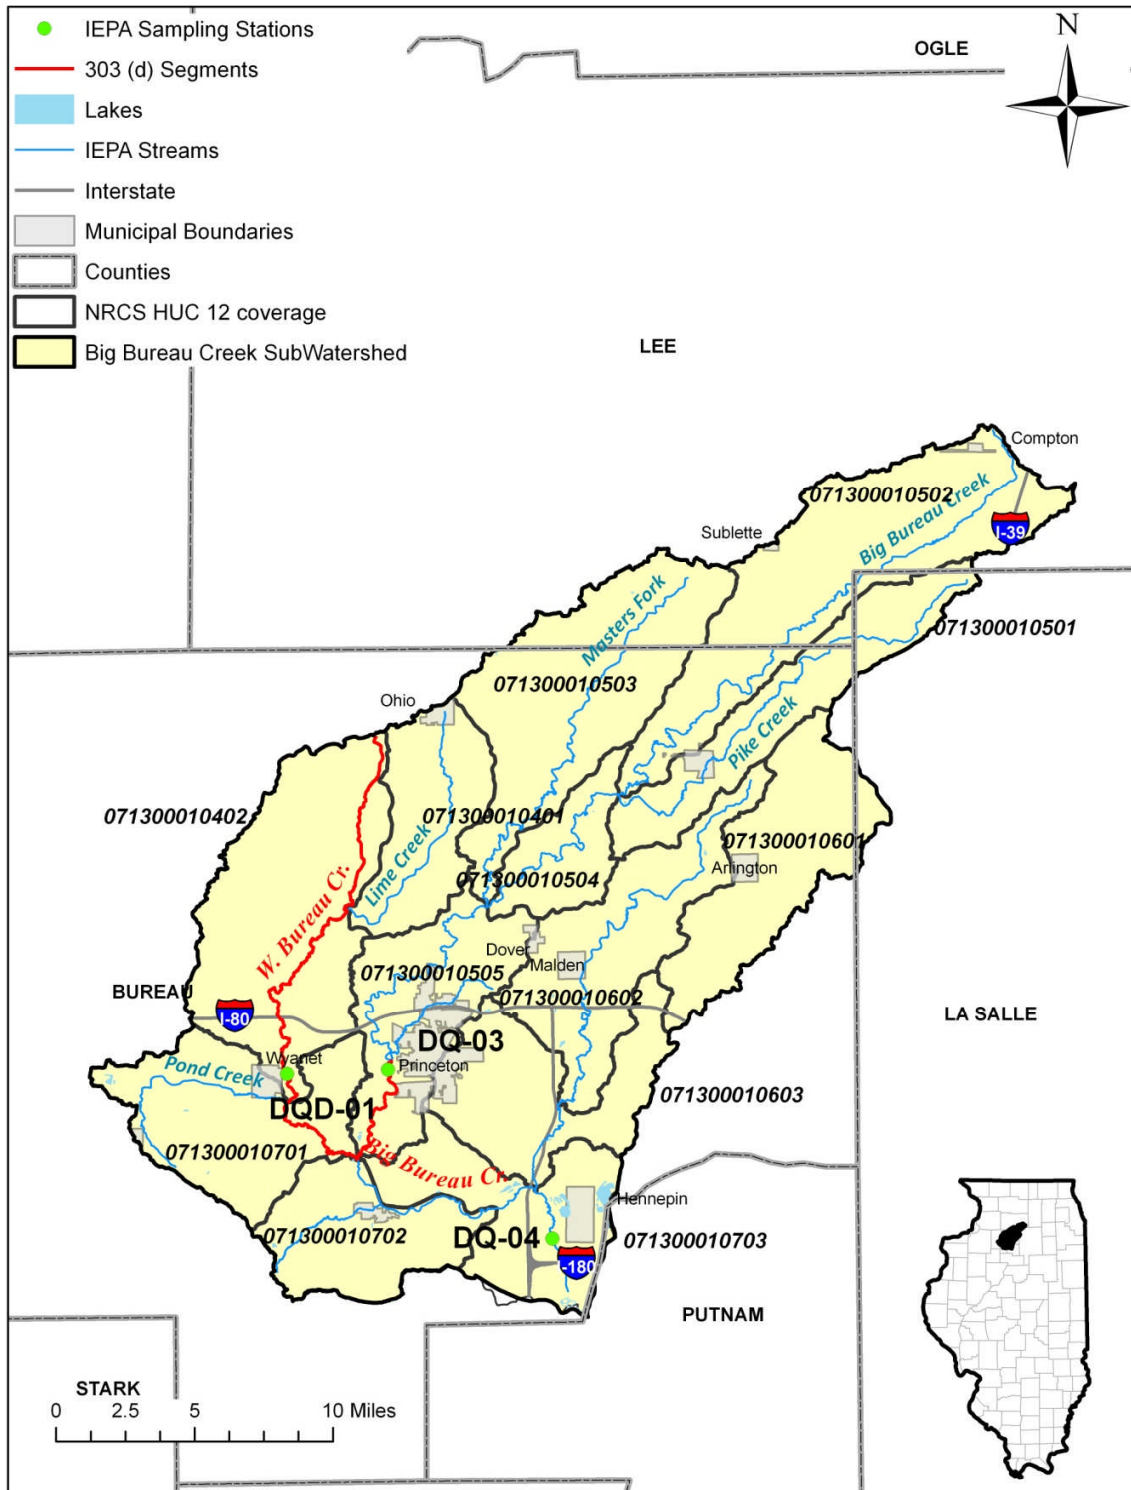 IEPA Sampling Stations
303 (d) Segments
Lakes
IEPA Streams
Interstate
Municipal Boundaries
Counties
NRCS HUC 12 coverage
Big Bureau Creek SubWatershed
OGLE
N
LEE
Compton
071300010502
Big Bureau Creek
Sublette
I-39
Masters Fork
071300010501
071300010503
Ohio
Pike Creek
071300010402
071300010401
071300010601
Lime Creek
Arlington
071300010504
W. Bureau Cr.
Dover
Malden
071300010505
BUREAU
071300010602
I-80
LA SALLE
DQ-03
Wyanet
Princeton
Pond Creek
DQD-01
071300010603
071300010701
Big Bureau Cr.
Hennepin
071300010702
DQ-04
071300010703
-180
PUTNAM
STARK
0 2.5 5 10 Miles